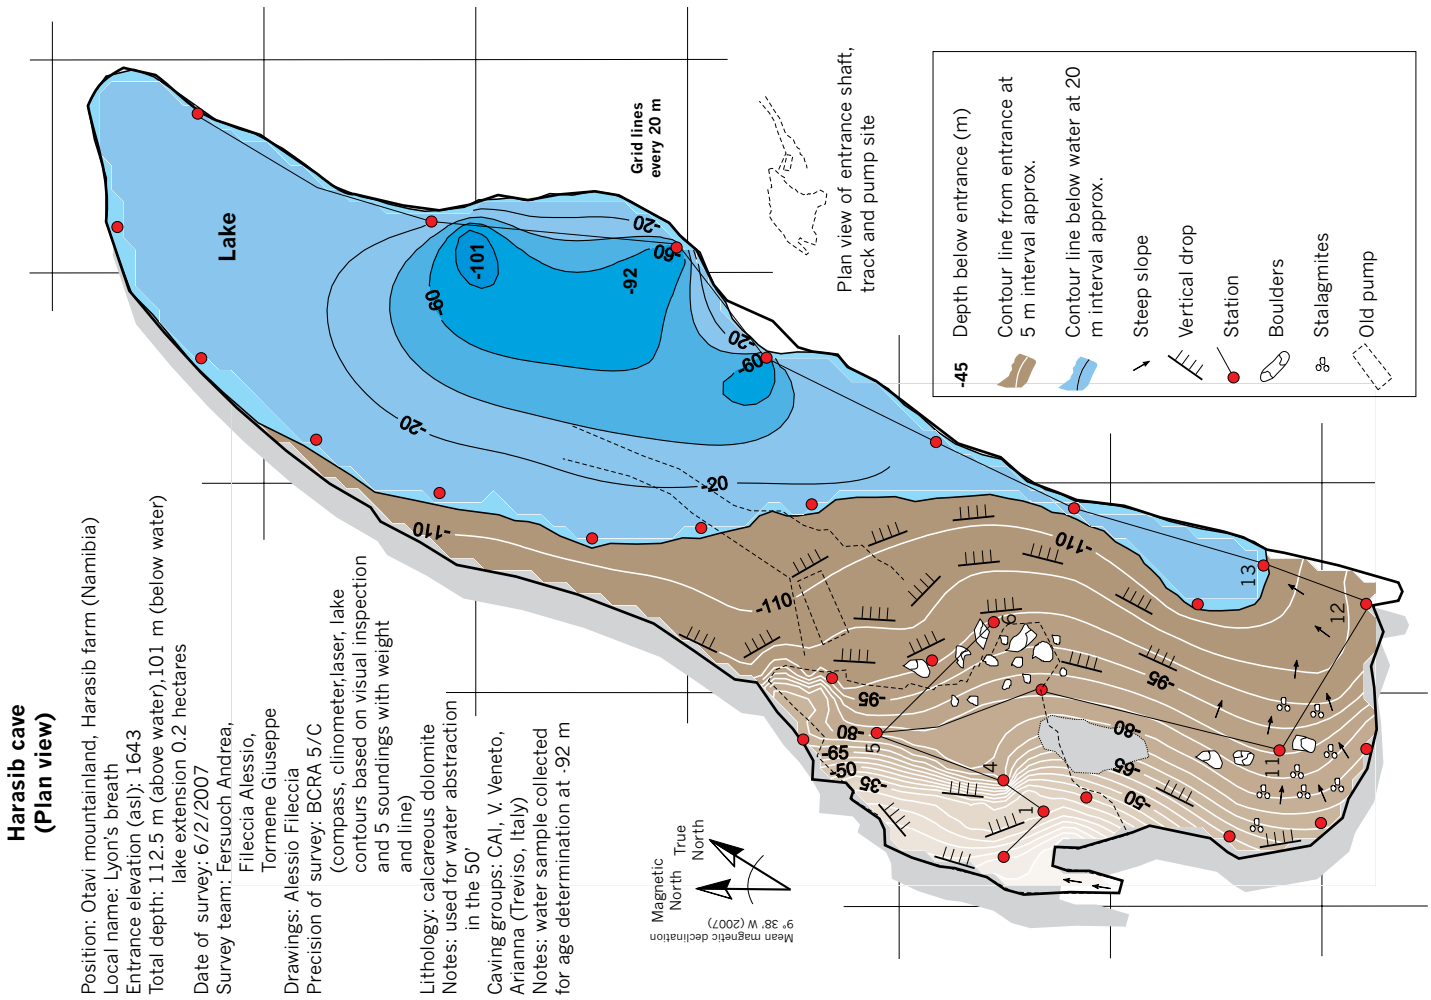 Harasib cave
(Plan view)
Position: Otavi mountainland, Harasib farm (Namibia)
Local name: Lyon's breath
Entrance elevation (asl): 1643
Total depth: 112.5 m (above water),101 m (below water)
lake extension 0.2 hectares
Date of survey: 6/2/2007
Survey team: Fersuoch Andrea,
Fileccia Alessio,
Tormene Giuseppe
Drawings: Alessio Fileccia
Precision of survey: BCRA 5/C
(compass, clinometer,laser, lake
contours based on visual inspection
and 5 soundings with weight
and line)
Lithology: calcareous dolomite
Notes: used for water abstraction
in the 50'
Caving groups: CAI, V. Veneto,
Arianna (Treviso, Italy)
Notes: water sample collected
for age determination at -92 m
Magnetic
North
True
North
Mean magnetic declination
9° 38' W (2007)
Lake
-101
-92
-60
-60
-60
-20
-20
-20
-20
-110
-110
-110
-95
-95
-80
-80
-65
-65
-50
-50
-35
1
4
5
6
11
12
13
Grid lines
every 20 m
Plan view of entrance shaft,
track and pump site
-45 Depth below entrance (m)
Contour line from entrance at
5 m interval approx.
Contour line below water at 20
m interval approx.
Steep slope
Vertical drop
Station
Boulders
Stalagmites
Old pump